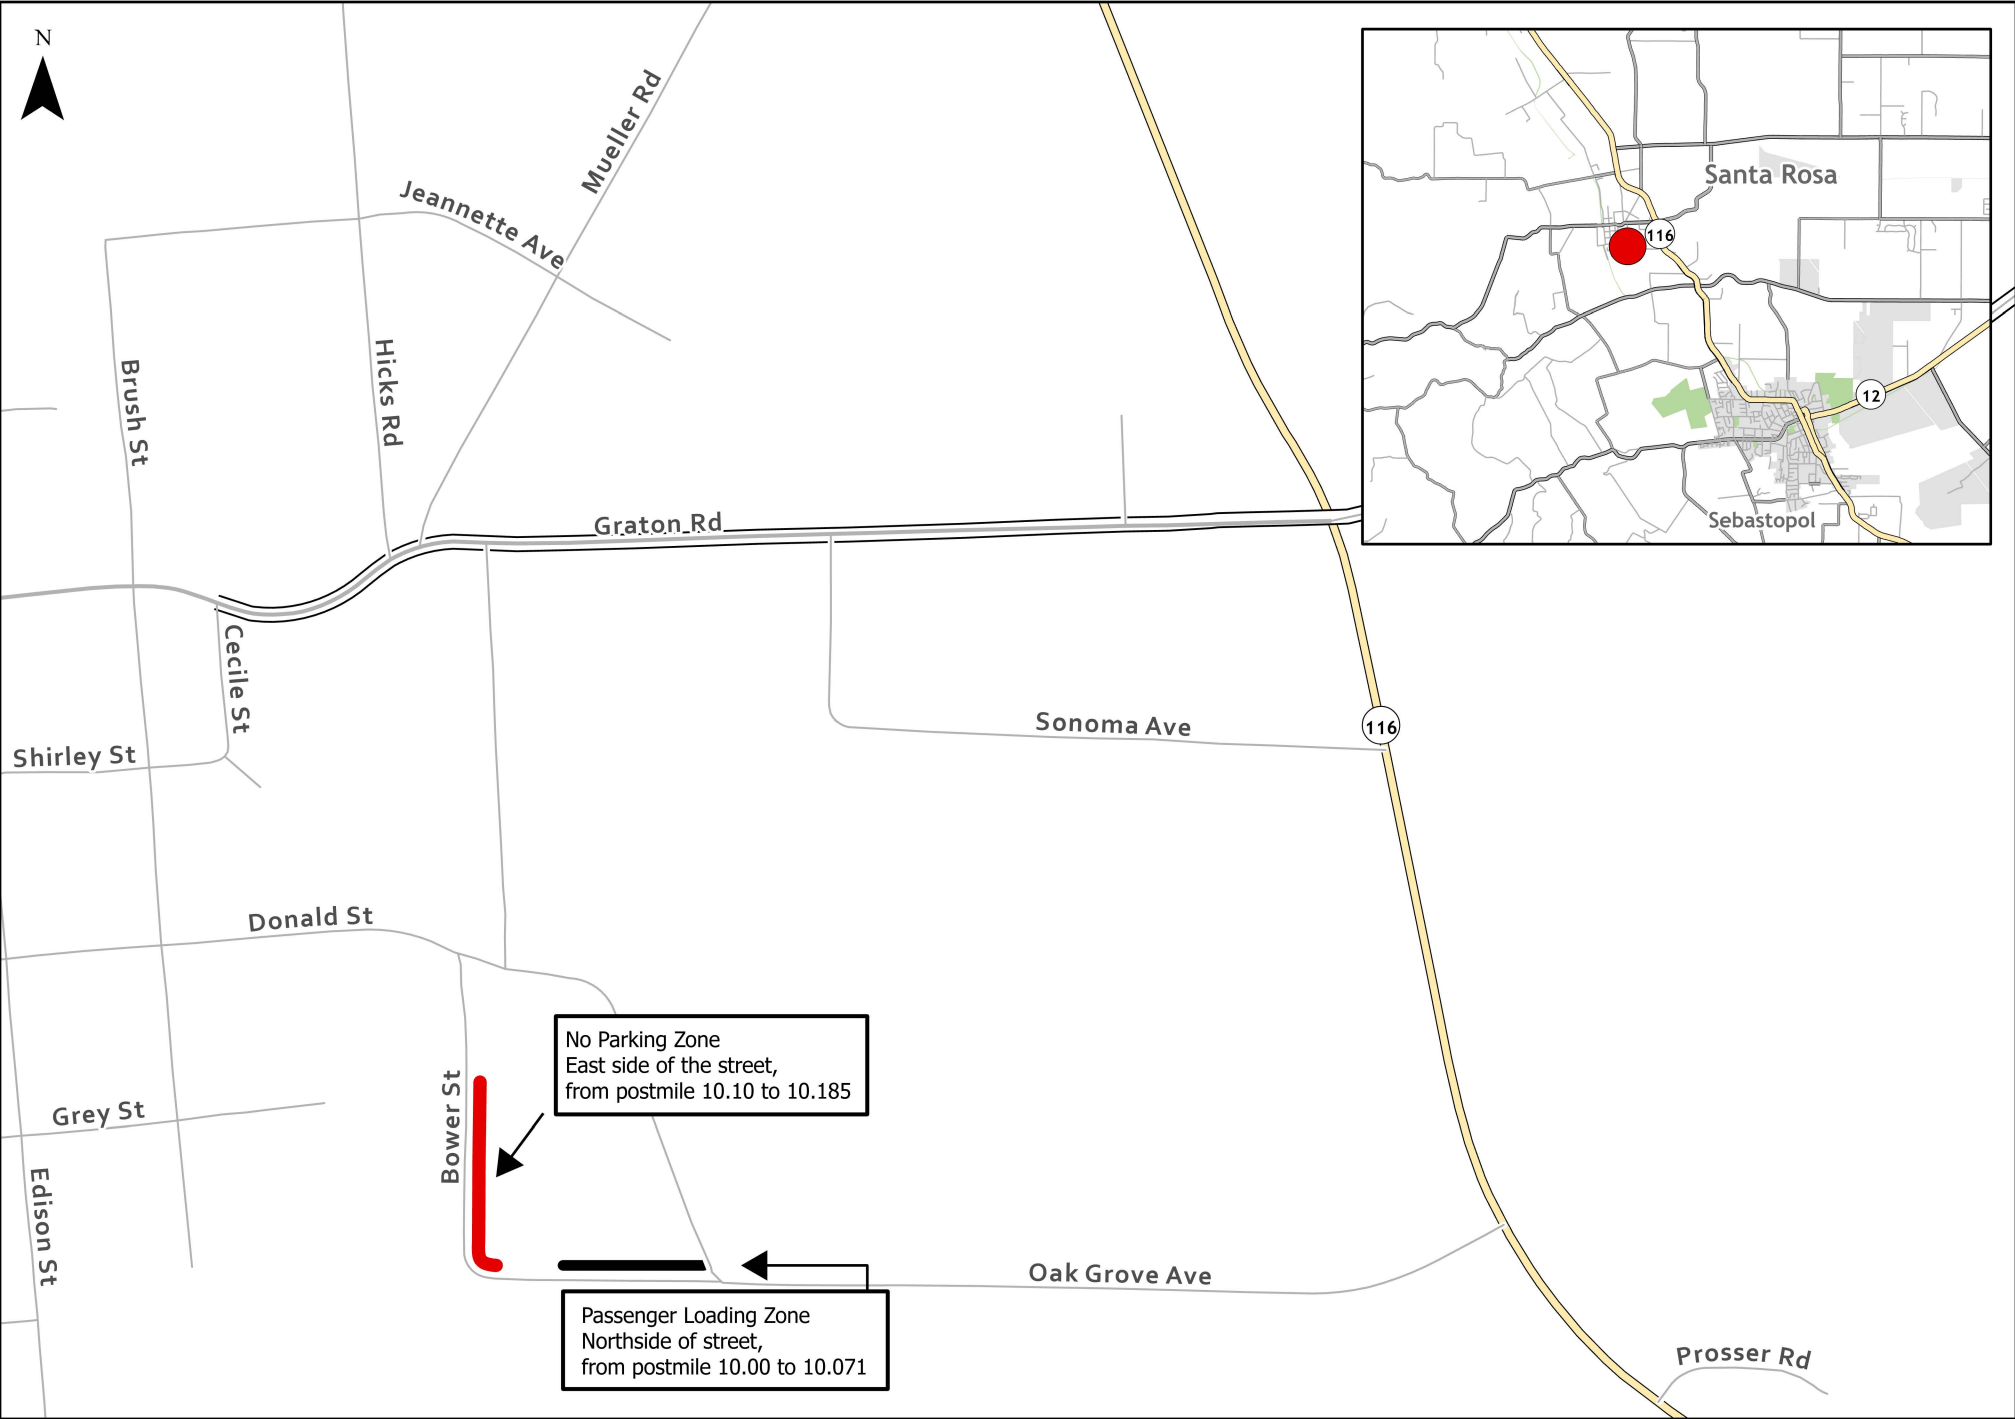 N
Mueller Rd
Jeannette Ave
Santa Rosa
116
Hicks Rd
Brush St
12
Sebastopol
Graton Rd
Cecile St
Sonoma Ave
116
Shirley St
Donald St
No Parking Zone
East side of the street,
from postmile 10.10 to 10.185
Bower St
Grey St
Edison St
Oak Grove Ave
Passenger Loading Zone
Northside of street,
from postmile 10.00 to 10.071
Prosser Rd